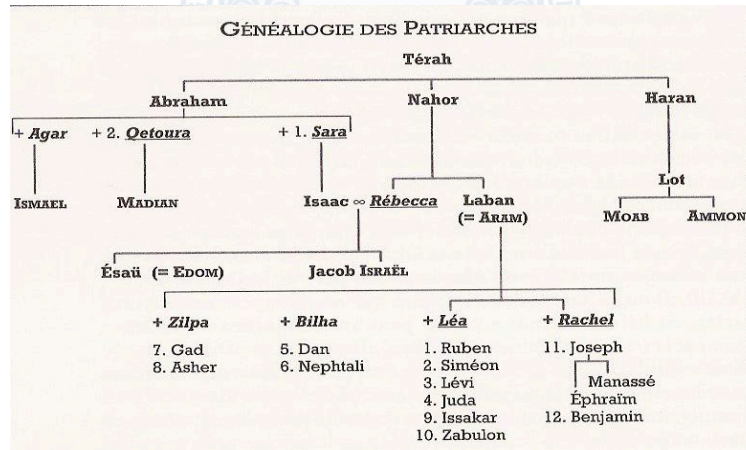 GÉNÉALOGIE DES PATRIARCHES
Térah
Abraham Nahor Haran
+ Agar + 2. Qetoura + 1. Sara
Lot
ISMAEL MADIAN Isaac ∞ Rébecca Laban
(= ARAM) MOAB AMMON
Ésaü (= EDOM) Jacob ISRAËL
+ Zilpa + Bilha + Léa + Rachel
7. Gad 5. Dan 1. Ruben 11. Joseph
8. Asher 6. Nephtali 2. Siméon
3. Lévi Manassé
4. Juda Éphraïm
9. Issakar 12. Benjamin
10. Zabulon